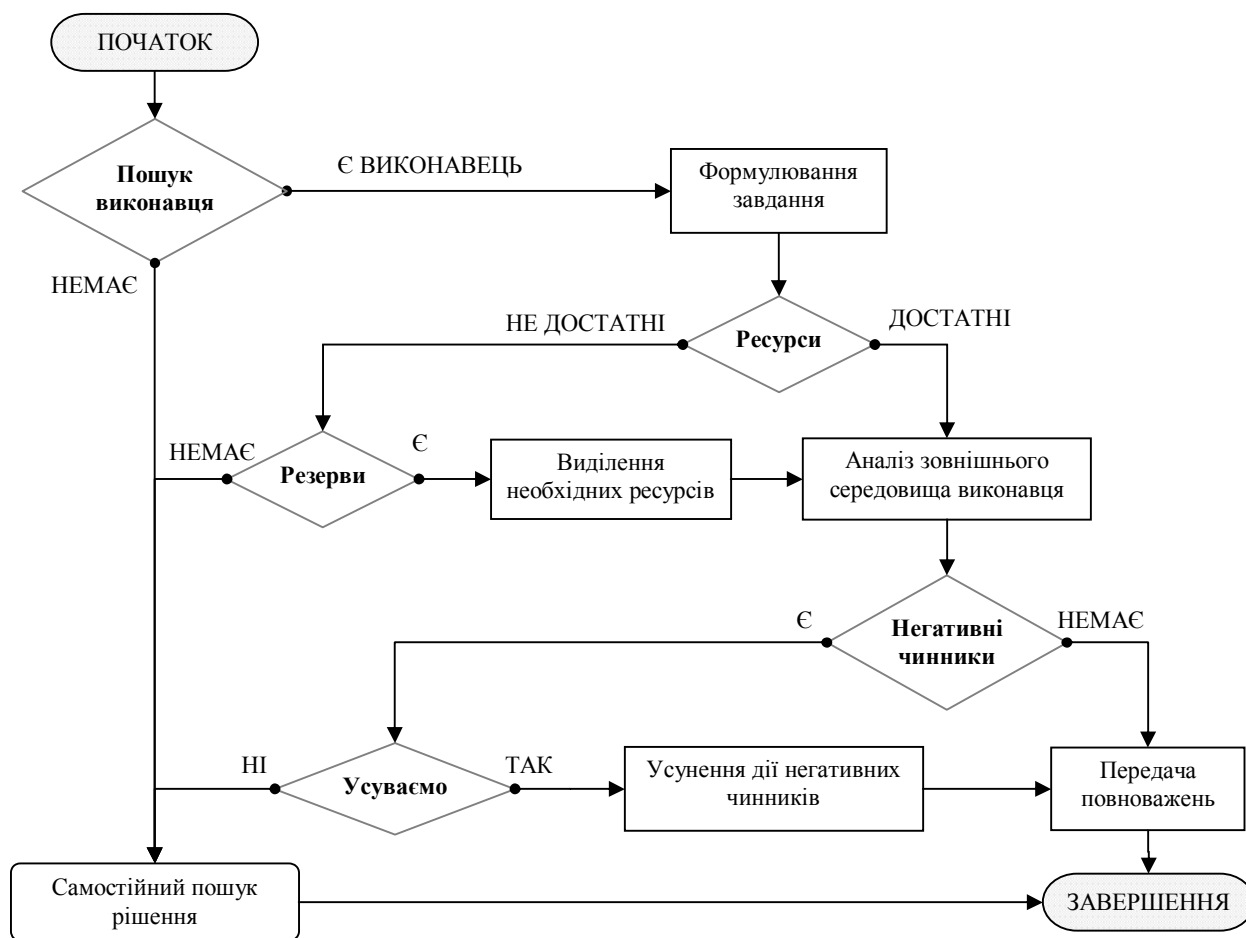 ПОЧАТОК
Пошук
виконавця
Є ВИКОНАВЕЦЬ
Формулювання
завдання
НЕМАЄ
НЕ ДОСТАТНІ
Ресурси
ДОСТАТНІ
НЕМАЄ
Резерви
Є
Виділення
необхідних ресурсів
Аналіз зовнішнього
середовища виконавця
Є
Негативні
чинники
НЕМАЄ
НІ
Усуваємо
ТАК
Усунення дії негативних
чинників
Передача
повноважень
Самостійний пошук
рішення
ЗАВЕРШЕННЯ